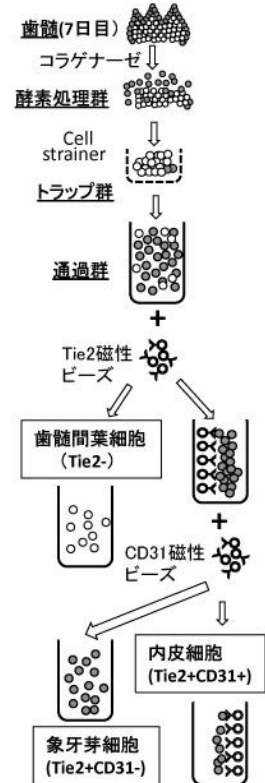 歯髄(7日目)
コラゲナーゼ
酵素処理群
Cell
strainer
トラップ群
通過群
+
Tie2磁性
ビーズ
歯髄間葉細胞
(Tie2-)
+
CD31磁性
ビーズ
内皮細胞
(Tie2+CD31+)
象牙芽細胞
(Tie2+CD31-)